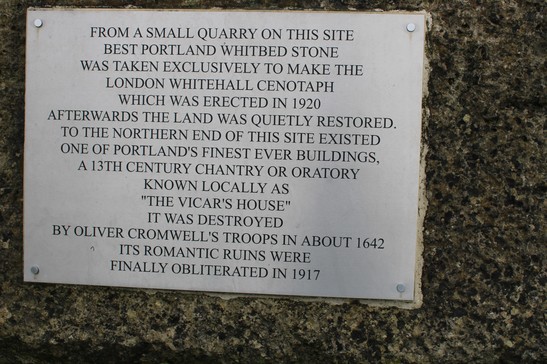 FROM A SMALL QUARRY ON THIS SITE
BEST PORTLAND WHITBED STONE
WAS TAKEN EXCLUSIVELY TO MAKE THE
LONDON WHITEHALL CENOTAPH
WHICH WAS ERECTED IN 1920
AFTERWARDS THE LAND WAS QUIETLY RESTORED.
TO THE NORTHERN END OF THIS SITE EXISTED
ONE OF PORTLAND'S FINEST EVER BUILDINGS,
A 13TH CENTURY CHANTRY OR ORATORY
KNOWN LOCALLY AS
"THE VICAR'S HOUSE"
IT WAS DESTROYED
BY OLIVER CROMWELL'S TROOPS IN ABOUT 1642
ITS ROMANTIC RUINS WERE
FINALLY OBLITERATED IN 1917